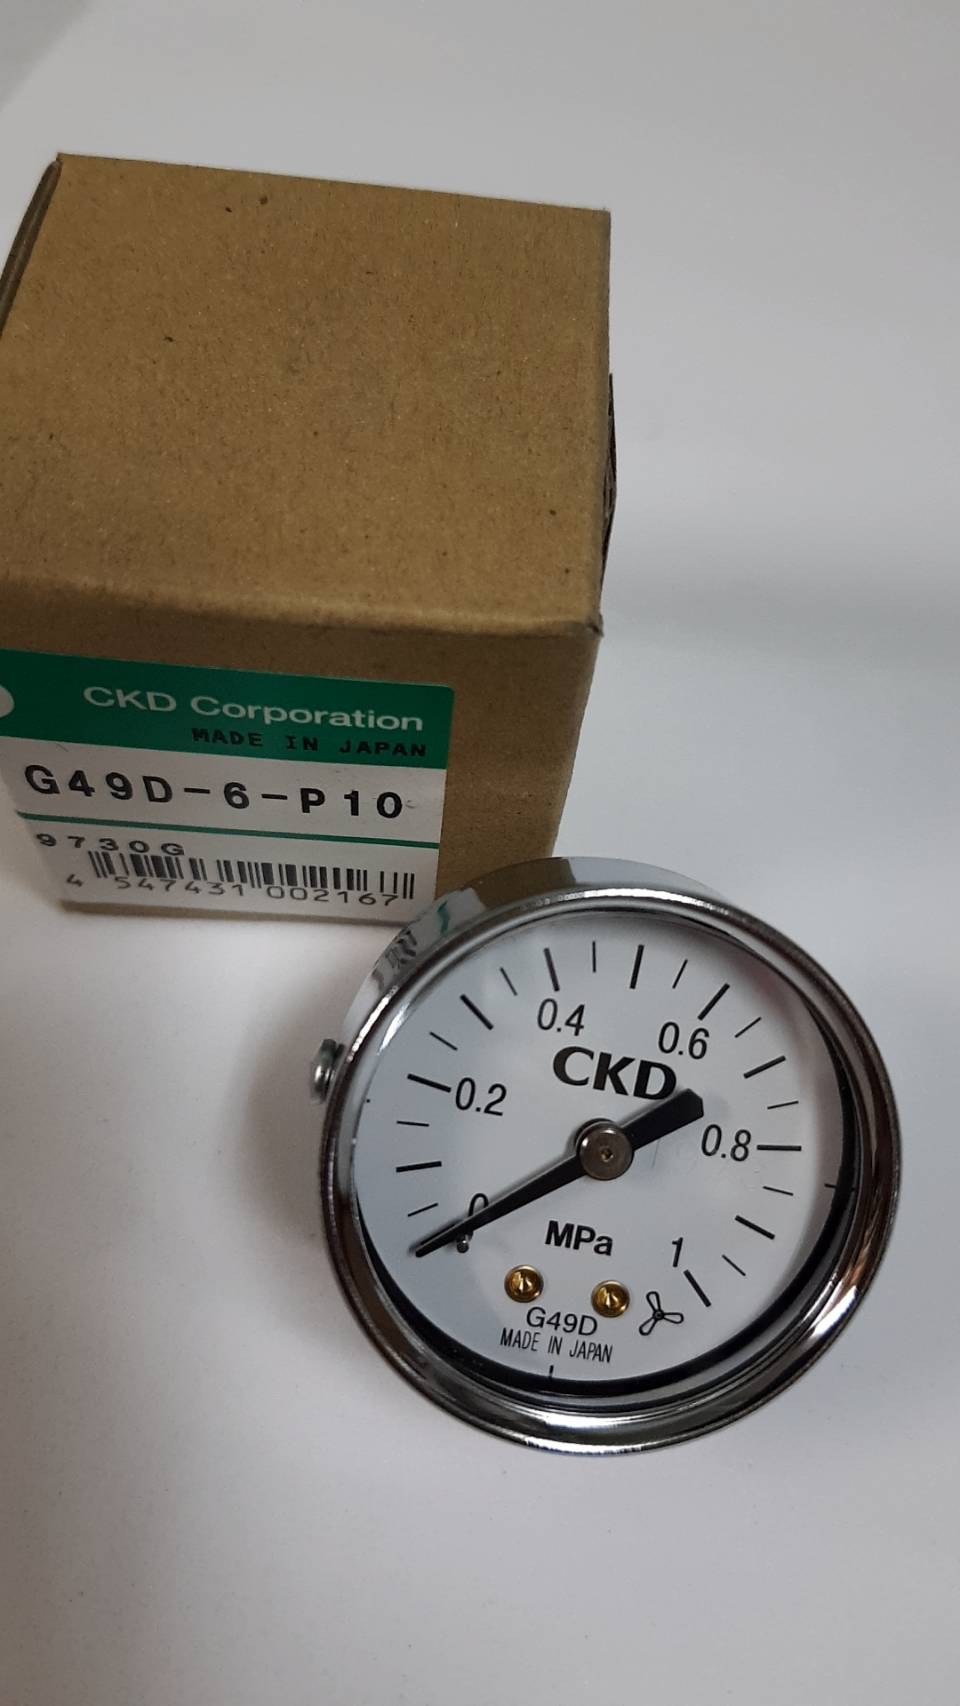 CKD Corporation
MADE IN JAPAN
G49D-6-P10
9730G
4 547431 002167
0
0.2
0.4
0.6
0.8
1
CKD
MPa
G49D
MADE IN JAPAN